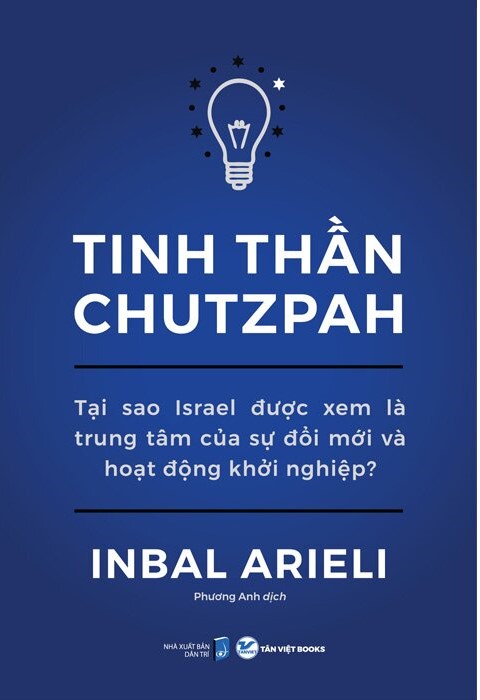 TINH THẦN
CHUTZPAH
Tại sao Israel được xem là
trung tâm của sự đổi mới và
hoạt động khởi nghiệp?
INBAL ARIELI
Phương Anh dịch
NHÀ XUẤT BẢN
DÂN TRÍ
TANVIET
TÂN VIỆT BOOKS